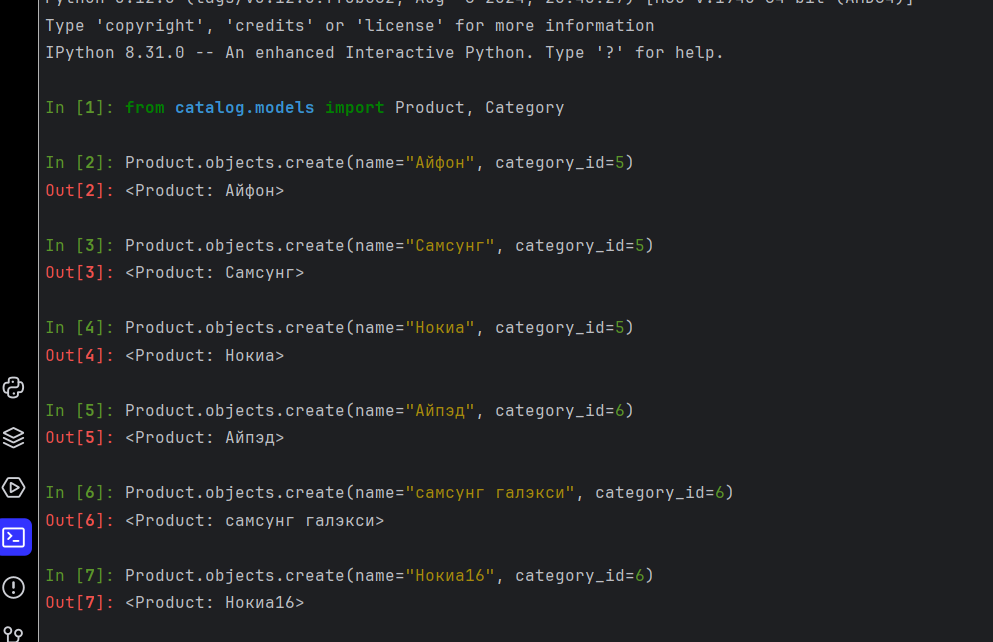 Type 'copyright', 'credits' or 'license' for more information
IPython 8.31.0 -- An enhanced Interactive Python. Type '?' for help.
In [1]: from catalog.models import Product, Category
In [2]: Product.objects.create(name="Айфон", category_id=5)
Out[2]: <Product: Айфон>
In [3]: Product.objects.create(name="Самсунг", category_id=5)
Out[3]: <Product: Самсунг>
In [4]: Product.objects.create(name="Нокиа", category_id=5)
Out[4]: <Product: Нокиа>
In [5]: Product.objects.create(name="Айпэд", category_id=6)
Out[5]: <Product: Айпэд>
In [6]: Product.objects.create(name="самсунг галэкси", category_id=6)
Out[6]: <Product: самсунг галэкси>
In [7]: Product.objects.create(name="Нокиа16", category_id=6)
Out[7]: <Product: Нокиа16>